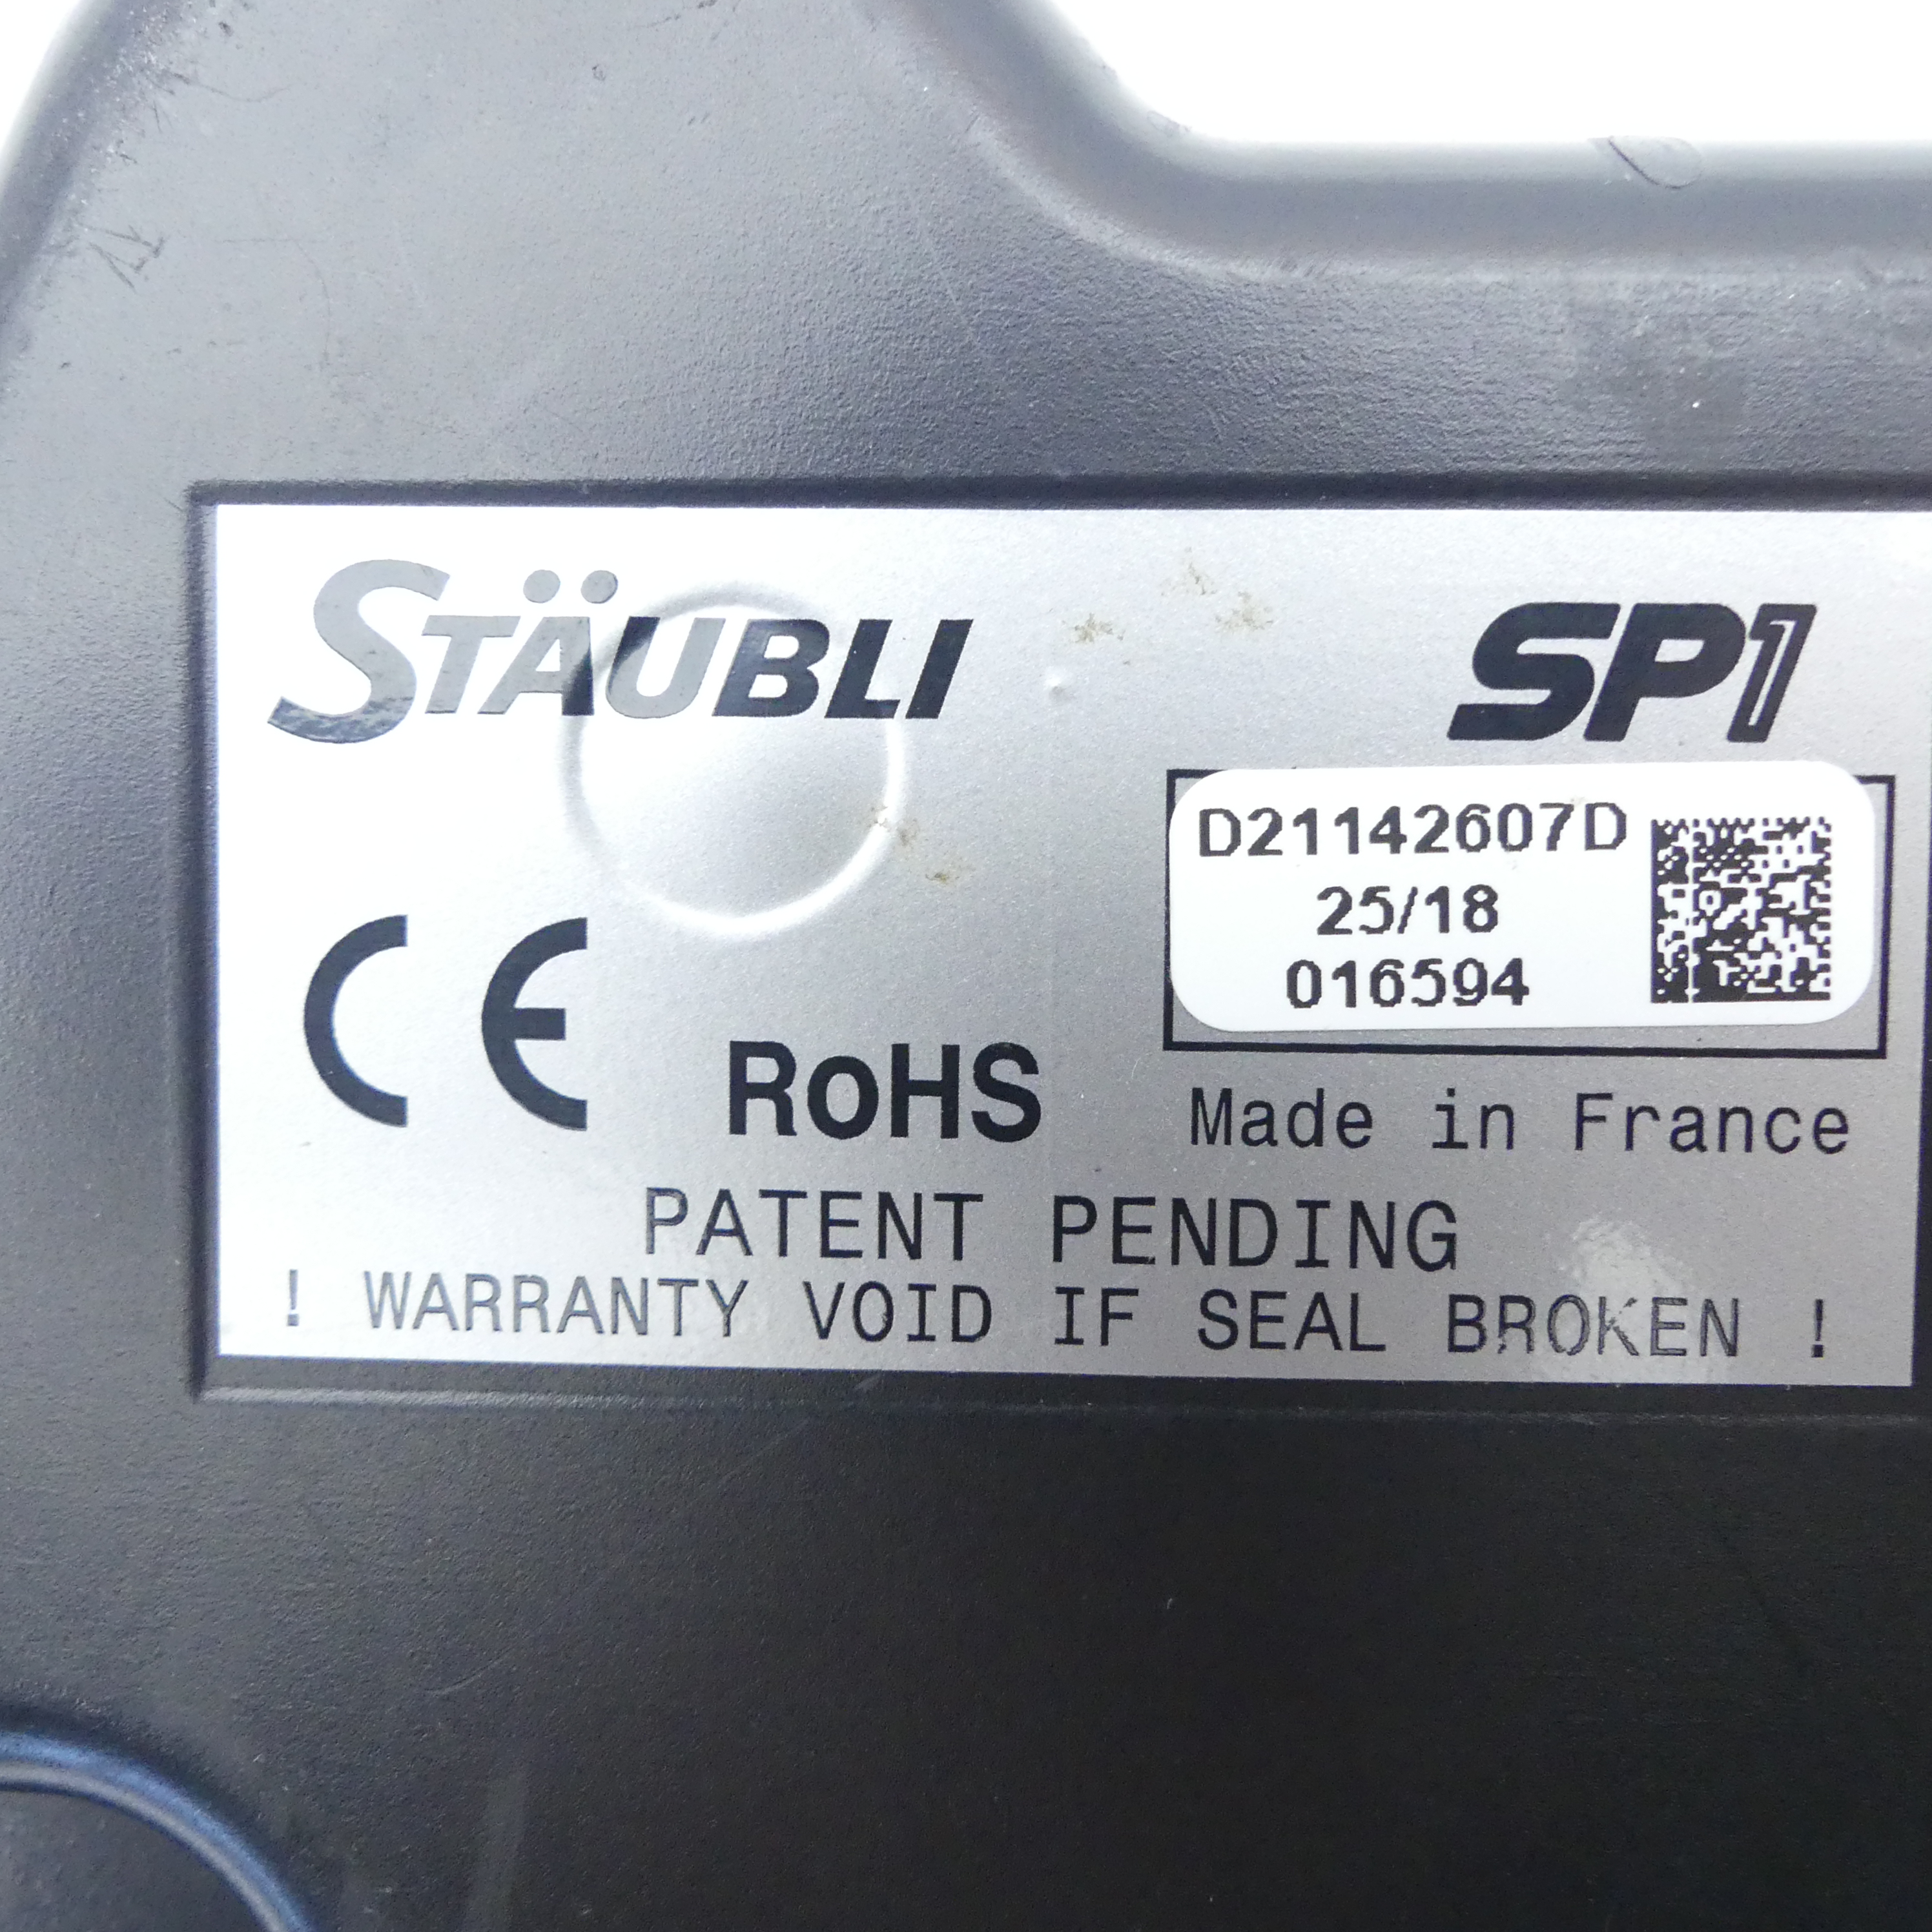 STÄUBLI
SP1
D21142607D
25/18
016594
CE
RoHS
Made in France
PATENT PENDING
! WARRANTY VOID IF SEAL BROKEN !